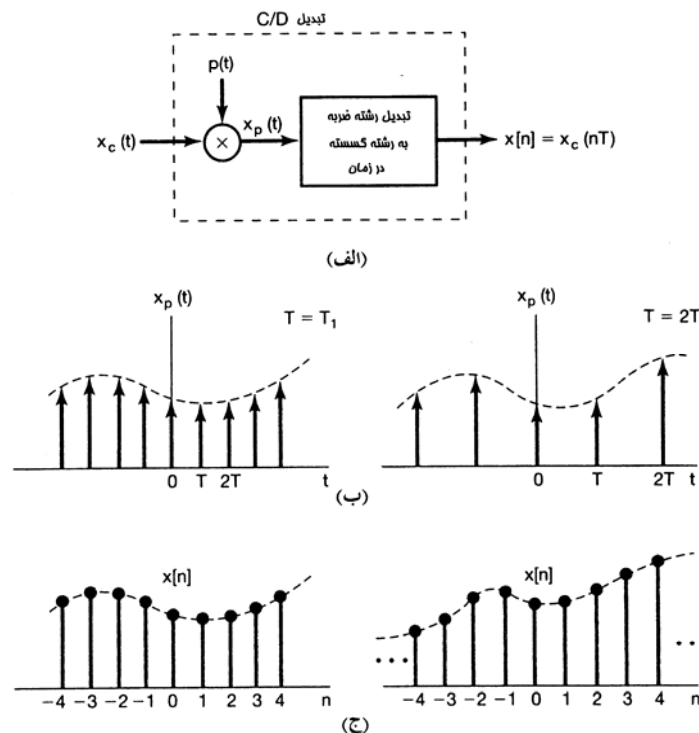 تبدیل C/D
p(t)
x_c (t)
×
x_p (t)
تبدیل رشته ضربه
به رشته گسسته
در زمان
x[n] = x_c (nT)
(الف)
x_p (t)
T = T_1
0 T 2T t
x_p (t)
T = 2T
0 T 2T t
(ب)
x[n]
-4 -3 -2 -1 0 1 2 3 4 n
x[n]
-4 -3 -2 -1 0 1 2 3 4 n
(ج)